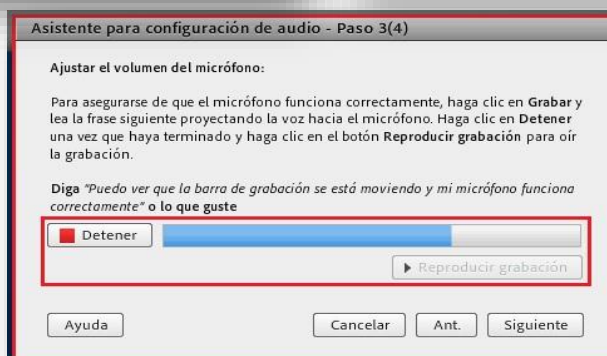 Asistente para configuración de audio - Paso 3(4)
Ajustar el volumen del micrófono:
Para asegurarse de que el micrófono funciona correctamente, haga clic en Grabar y
lea la frase siguiente proyectando la voz hacia el micrófono. Haga clic en Detener
una vez que haya terminado y haga clic en el botón Reproducir grabación para oír
la grabación.
Diga "Puedo ver que la barra de grabación se está moviendo y mi micrófono funciona
correctamente" o lo que guste
Detener
Reproducir grabación
Ayuda Cancelar Ant. Siguiente